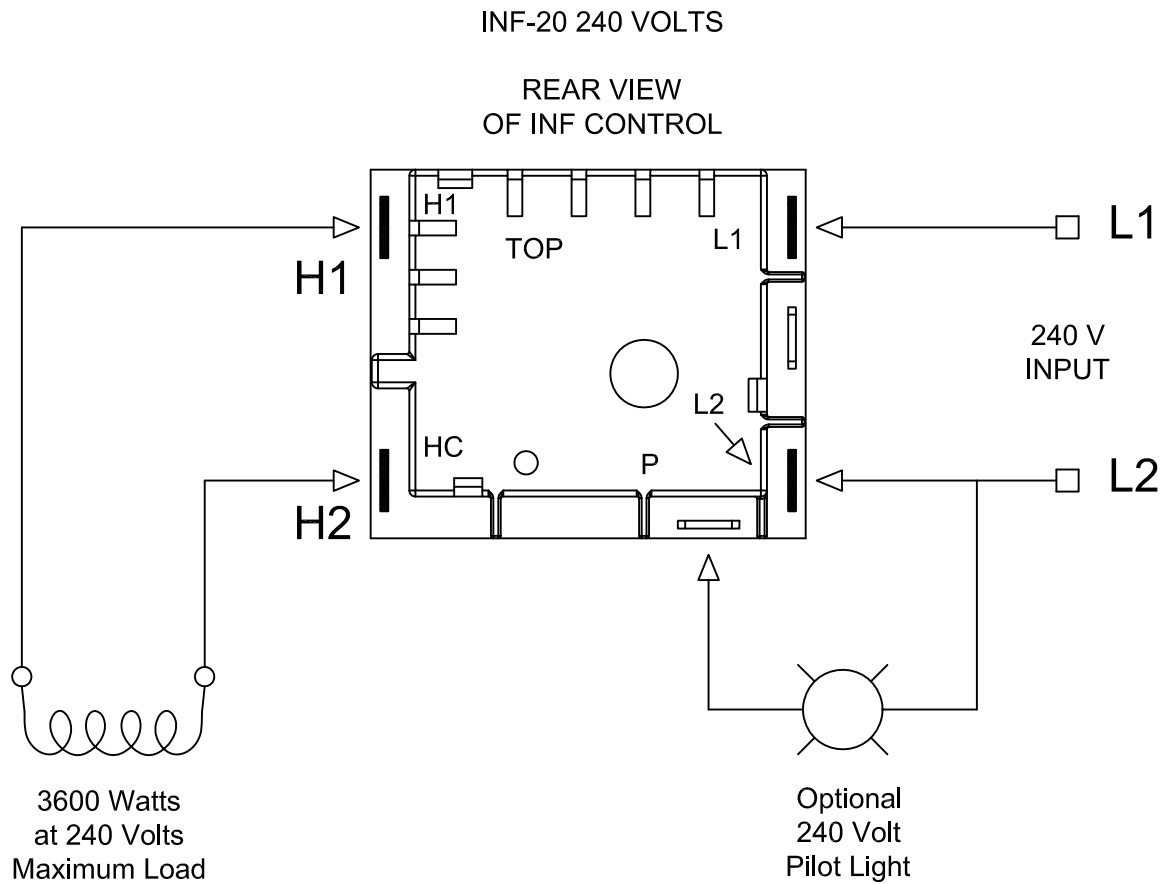 INF-20 240 VOLTS
REAR VIEW
OF INF CONTROL
H1
TOP
L1
L1
H1
240 V
INPUT
L2
HC
P
L2
H2
3600 Watts
at 240 Volts
Maximum Load
Optional
240 Volt
Pilot Light